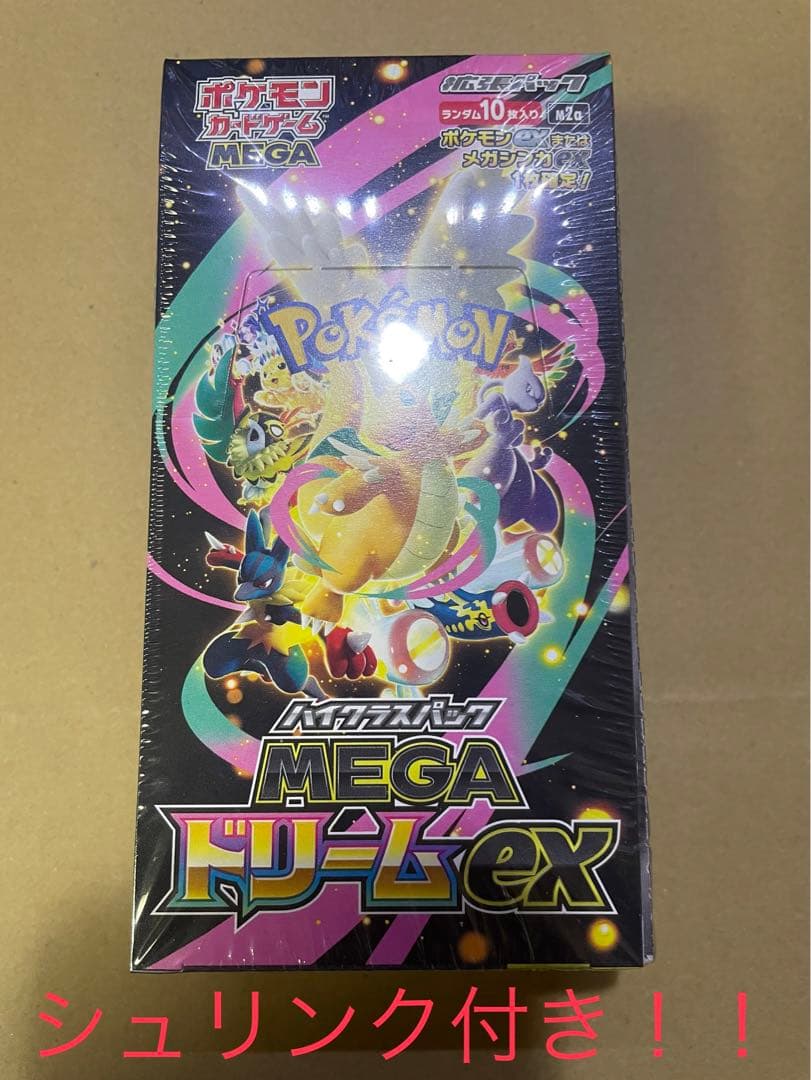 ポケモン
カードゲーム
MEGA
拡張パック
ランダム10枚入り
M2a
ポケモンexまたは
メガシンカex
1枚確定!
POKÉMON
ハイクラスパック
MEGA
ドリームex
シュリンク付き!!